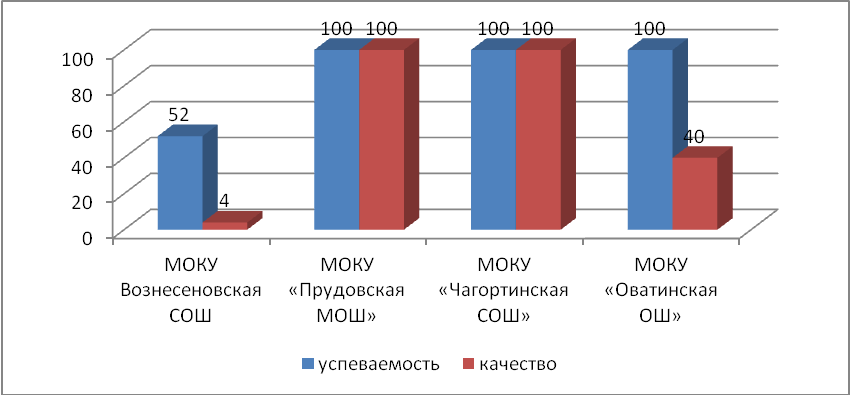 100 100 100 100 100
100
80
60
40
20
0
52
4
40
МОКУ Вознесеновская СОШ
МОКУ «Прудовская МОШ»
МОКУ «Чагортинская СОШ»
МОКУ «Оватинская ОШ»
успеваемость качество